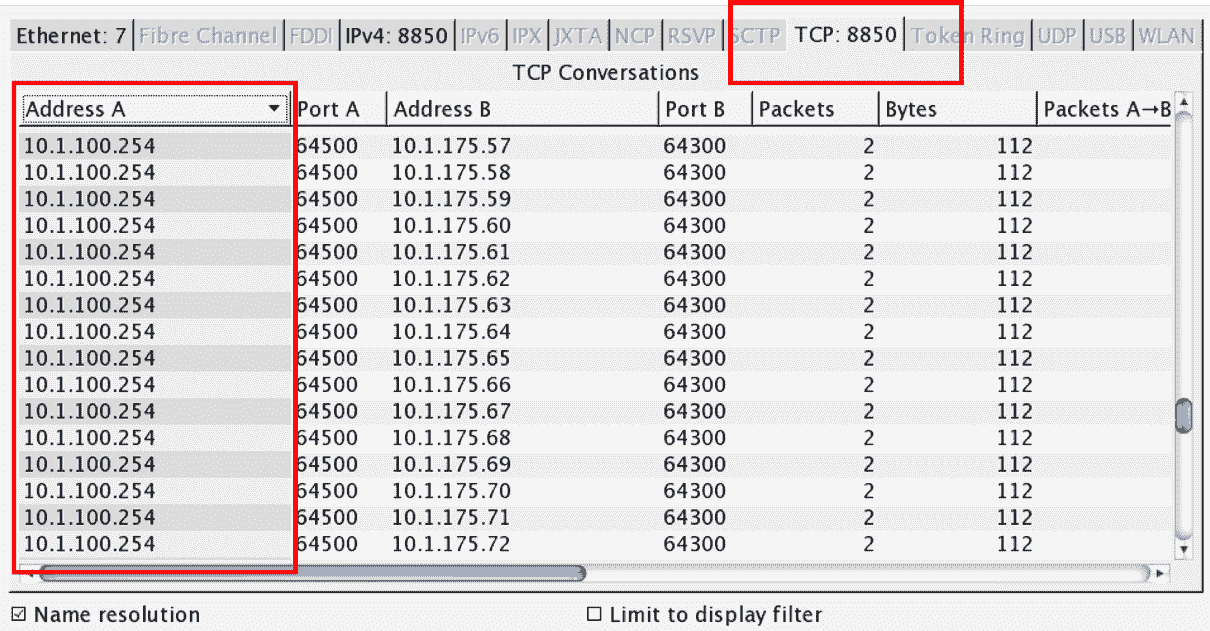 Ethernet: 7 Fibre Channel FDDI IPv4: 8850 IPv6 IPX JXTA NCP RSVP SCTP TCP: 8850 Token Ring UDP USB WLAN
TCP Conversations
Address A Port A Address B Port B Packets Bytes Packets A→B
10.1.100.254 64500 10.1.175.57 64300 2 112
10.1.100.254 64500 10.1.175.58 64300 2 112
10.1.100.254 64500 10.1.175.59 64300 2 112
10.1.100.254 64500 10.1.175.60 64300 2 112
10.1.100.254 64500 10.1.175.61 64300 2 112
10.1.100.254 64500 10.1.175.62 64300 2 112
10.1.100.254 64500 10.1.175.63 64300 2 112
10.1.100.254 64500 10.1.175.64 64300 2 112
10.1.100.254 64500 10.1.175.65 64300 2 112
10.1.100.254 64500 10.1.175.66 64300 2 112
10.1.100.254 64500 10.1.175.67 64300 2 112
10.1.100.254 64500 10.1.175.68 64300 2 112
10.1.100.254 64500 10.1.175.69 64300 2 112
10.1.100.254 64500 10.1.175.70 64300 2 112
10.1.100.254 64500 10.1.175.71 64300 2 112
10.1.100.254 64500 10.1.175.72 64300 2 112
Name resolution Limit to display filter